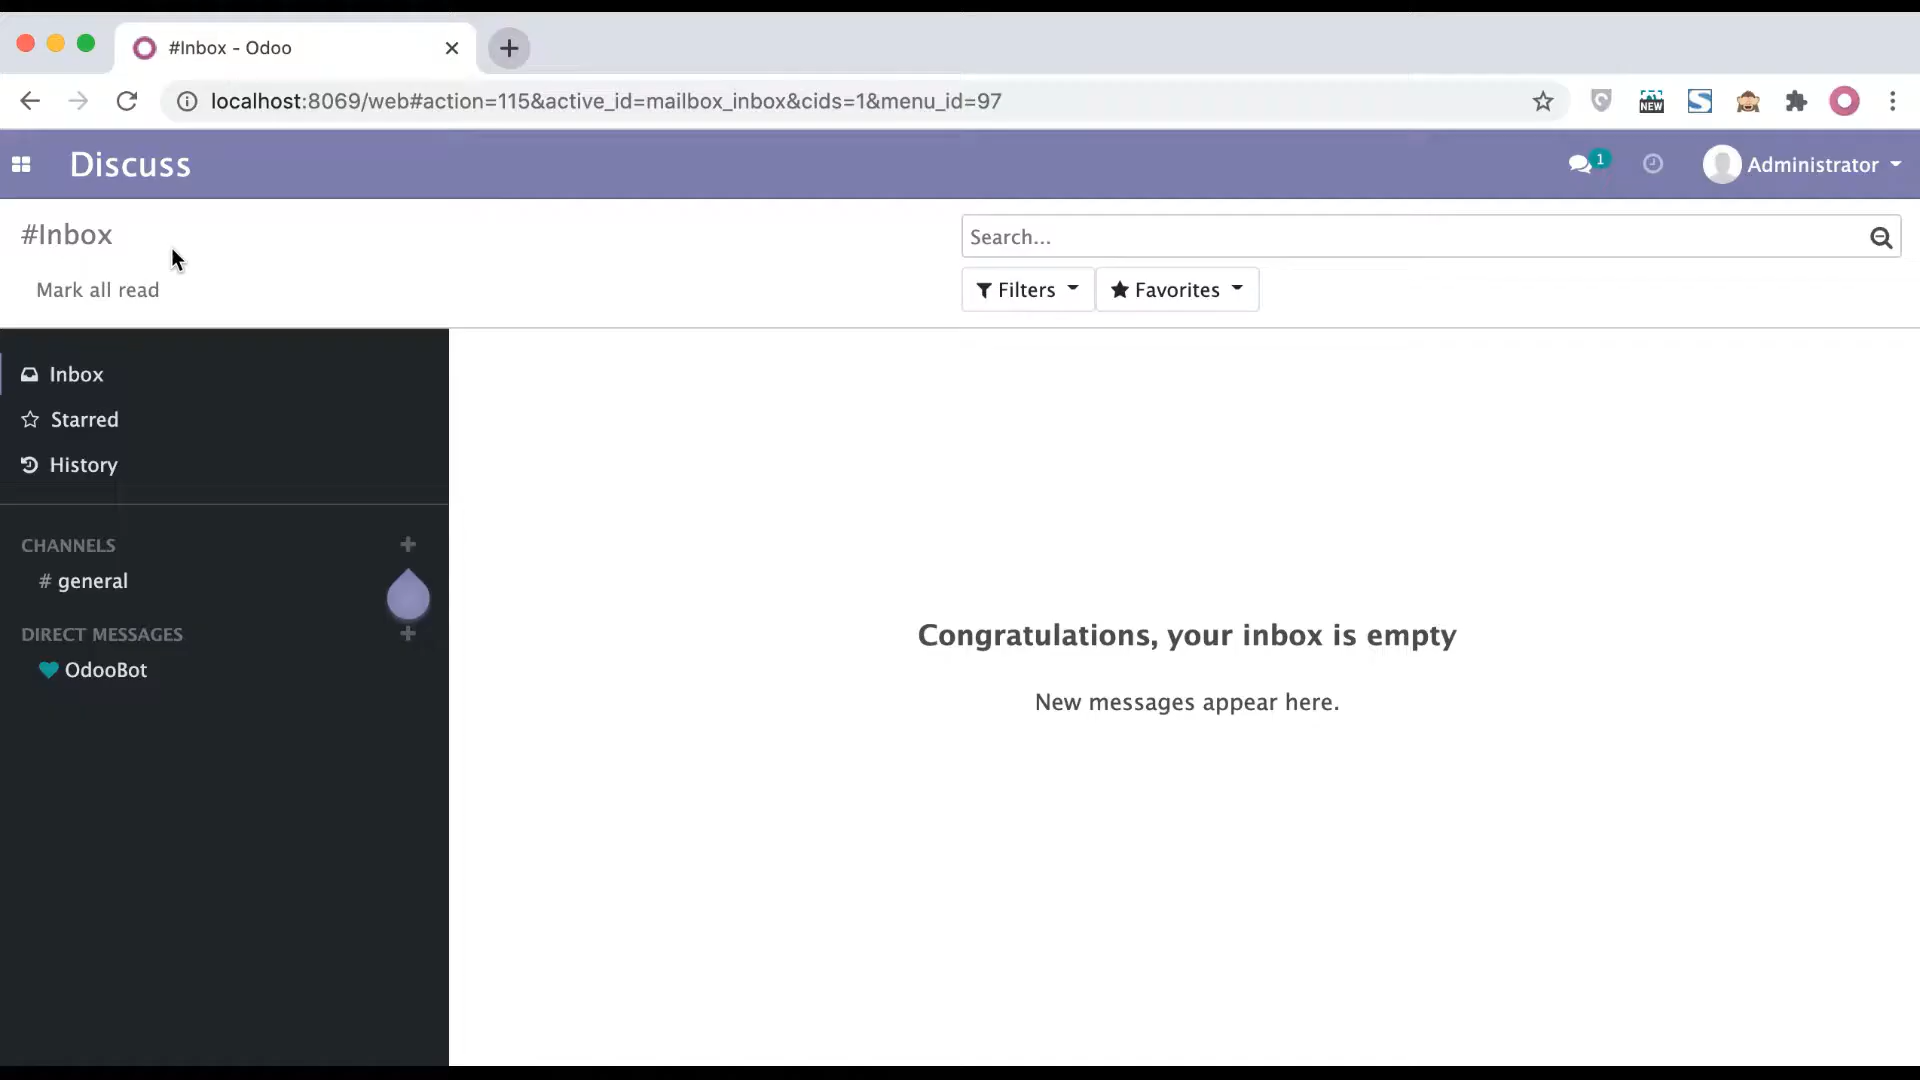 #Inbox - Odoo
localhost:8069/web#action=115&active_id=mailbox_inbox&cids=1&menu_id=97
NEW
Discuss
1
Administrator
#Inbox
Search...
Mark all read
Filters
Favorites
Inbox
Starred
History
CHANNELS
# general
DIRECT MESSAGES
OdooBot
Congratulations, your inbox is empty
New messages appear here.